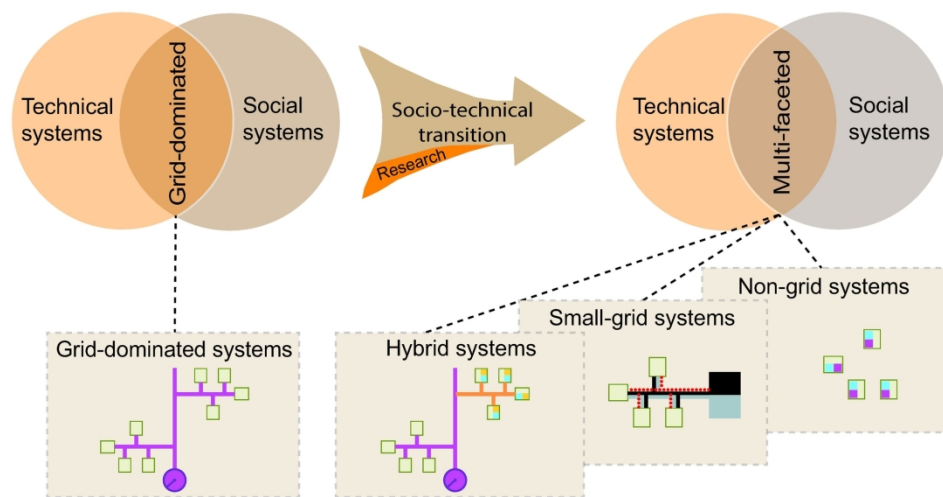 Technical
systems
Grid-dominated
Social
systems
Socio-technical
transition
Research
Technical
systems
Multi-faceted
Social
systems
Grid-dominated systems
Hybrid systems
Small-grid systems
Non-grid systems